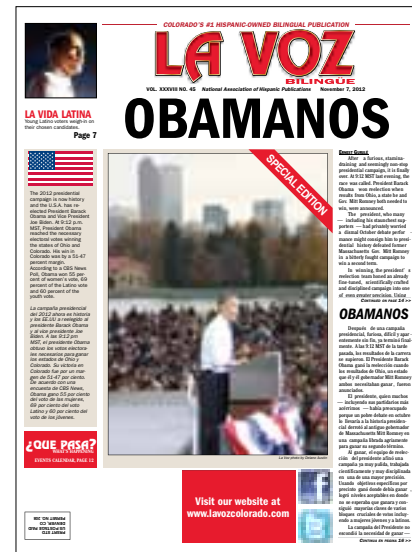 COLORADO'S #1 HISPANIC-OWNED BILINGUAL PUBLICATION
LA VOZ
BILINGÜE
VOL. XXXVIII NO. 45 National Association of Hispanic Publications November 7, 2012
LA VIDA LATINA
Young Latino voters weigh-in on
their chosen candidates.
Page 7
OBAMANOS
The 2012 presidential
campaign is now history
and the U.S.A. has re-
elected President Barack
Obama and Vice President
Joe Biden. At 9:12 p.m.
MST, President Obama
reached the necessary
electoral votes winning
the states of Ohio and
Colorado. His win in
Colorado was by a 51-47
percent margin.
According to a CBS News
Poll, Obama won 55 per-
cent of women's vote, 69
percent of the Latino vote
and 60 percent of the
youth vote.
La campaña presidencial
del 2012 ahora es historia
y los EE.UU a reelegido al
presidente Barack Obama
y al vice presidente Joe
Biden. A las 9:12 pm
MST, el presidente Obama
obtuvo los votos electora-
les necesarios para ganar
los estados de Ohio y
Colorado. Su victoria en
Colorado fue por un mar-
gen de 51-47 por ciento.
De acuerdo con una
encuesta de CBS News,
Obama ganó 55 por ciento
del voto de las mujeres,
69 por ciento del voto
Latino y 60 por ciento del
voto de los jóvenes.
¿QUE PASA?
WHAT'S HAPPENING
EVENTS CALENDAR, PAGE 12
PRESTD STD
US POSTAGE PAID
DENVER, CO
PERMIT NO. 204
SPECIAL EDITION
Visit our website at
www.lavozcolorado.com
ERNEST GURULE
After a furious, stamina-
draining and seemingly non-stop
presidential campaign, it is finally
over. At 9:12 MST last evening, the
race was called. President Barack
Obama won reelection when
results from Ohio, a state he and
Gov. Mitt Romney both needed to
win, were announced.
The president, who many
— including his staunchest sup-
porters — had privately worried
a dismal October debate perfor-
mance might consign him to presi-
dential history defeated former
Massachusetts Gov. Mitt Romney
in a bitterly fought campaign to
win a second term.
In winning, the president's
reelection team honed an already
fine-tuned, scientifically crafted
and disciplined campaign into one
of even greater precision. Using
CONTINUED ON PAGE 14 >>
OBAMANOS
Después de una campaña
presidencial, furiosa, difícil y apar-
entemente sin fin, ya terminó final-
mente. A las 9:12 MST de la tarde
pasada, los resultados de la carrera
se supieron. El Presidente Barack
Obama ganó la reelección cuando
los resultados de Ohio, un estado
que él y el gobernador Mitt Romney
ambos necesitaban ganar, fueron
anunciados.
El presidente, quien muchos
— incluyendo sus partidarios más
acérrimos — había preocupado
porque un pobre debate en octubre
lo llevaría a la historia presiden-
cial derrotó al antiguo gobernador
de Massachusetts Mitt Romney en
una campaña librada agriamente
para ganar su segundo término.
Al ganar, el equipo de reelec-
ción del presidente afinó una
campaña ya muy pulida, trabajada
científicamente y muy disciplinada
en una de una mayor precisión.
Usando objetivos específicos por
precinto ganó donde debía ganar y
logró niveles aceptables en donde
no se esperaba que ganara y con-
siguió mayorías claves de varios
bloques cruciales de votos incluy-
endo a mujeres jóvenes y a latinos.
La campaña del Presidente no
escondió la necesidad de ganar —